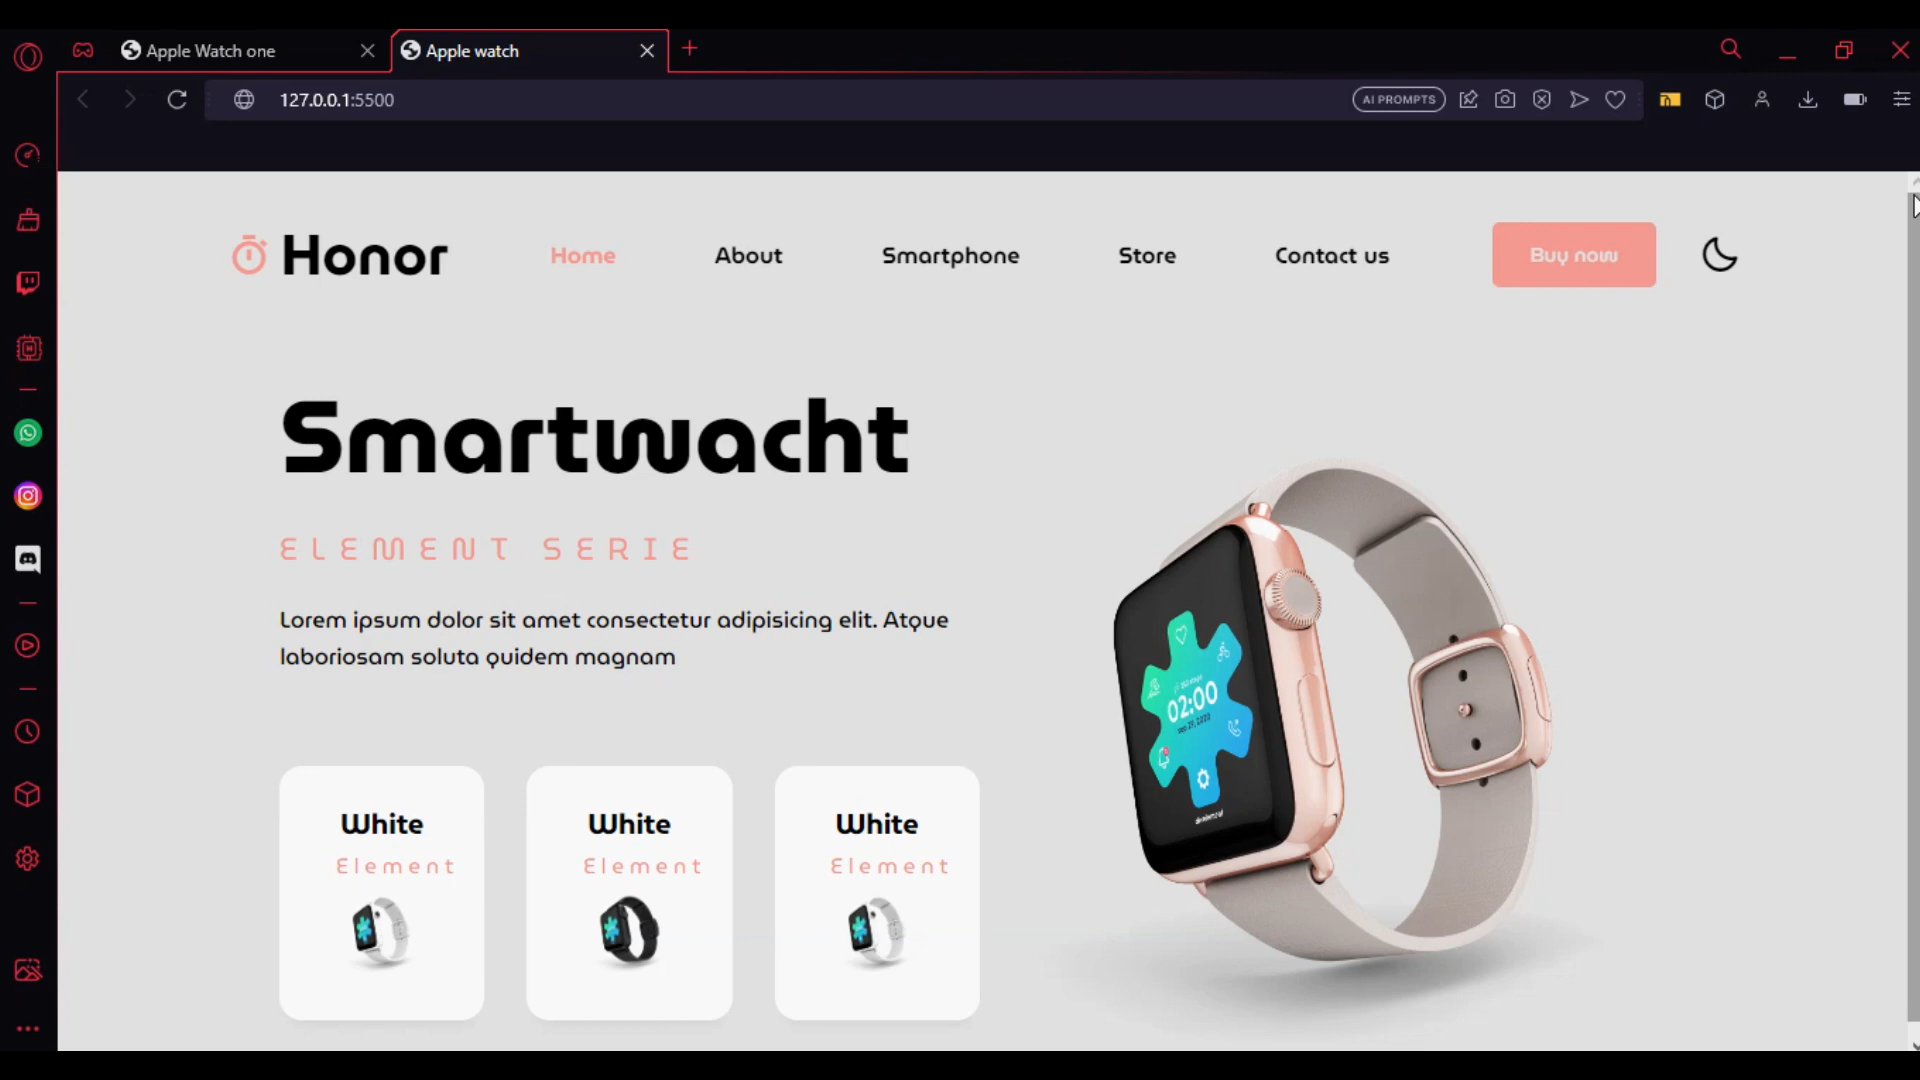 Apple Watch one
Apple watch
127.0.0.1:5500
AI PROMPTS
Honor
Home
About
Smartphone
Store
Contact us
Buy now
Smartwacht
ELEMENT SERIE
Lorem ipsum dolor sit amet consectetur adipisicing elit. Atque
laboriosam soluta quidem magnam
02:00
White
Element
White
Element
White
Element